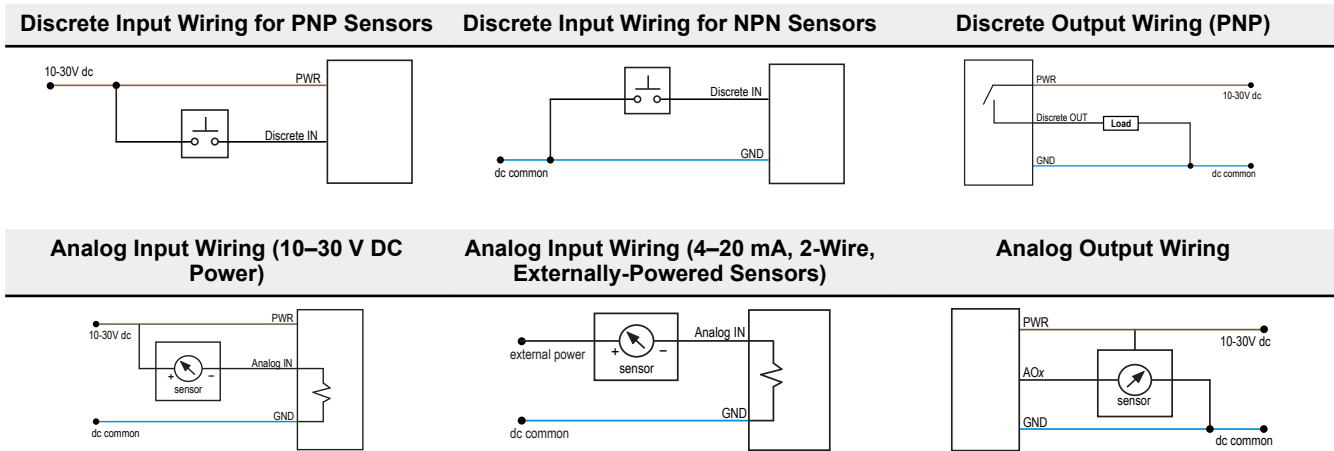 Discrete Input Wiring for PNP Sensors
Discrete Input Wiring for NPN Sensors
Discrete Output Wiring (PNP)
10-30V dc
PWR
Discrete IN
Discrete IN
GND
dc common
PWR
10-30V dc
Discrete OUT
Load
GND
dc common
Analog Input Wiring (10–30 V DC
Power)
Analog Input Wiring (4–20 mA, 2-Wire,
Externally-Powered Sensors)
Analog Output Wiring
PWR
10-30V dc
Analog IN
+ –
sensor
GND
dc common
Analog IN
external power
+ –
sensor
GND
dc common
PWR
10-30V dc
AOx
sensor
GND
dc common